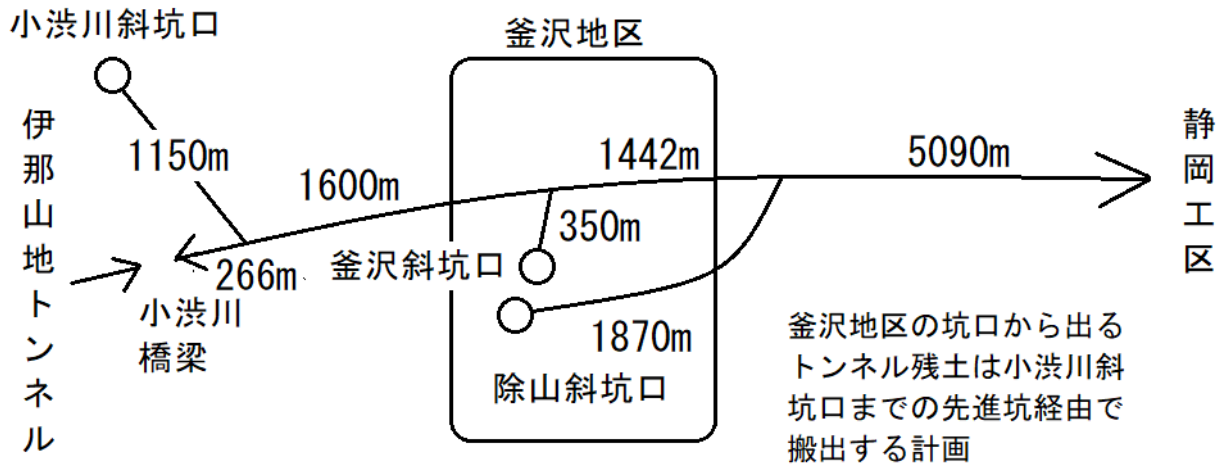 小渋川斜坑口
釜沢地区
伊那山地トンネル
1150m
1600m
1442m
5090m
静岡工区
350m
266m
釜沢斜坑口
小渋川
橋梁
1870m
除山斜坑口
釜沢地区の坑口から出る
トンネル残土は小渋川斜
坑口までの先進坑経由で
搬出する計画